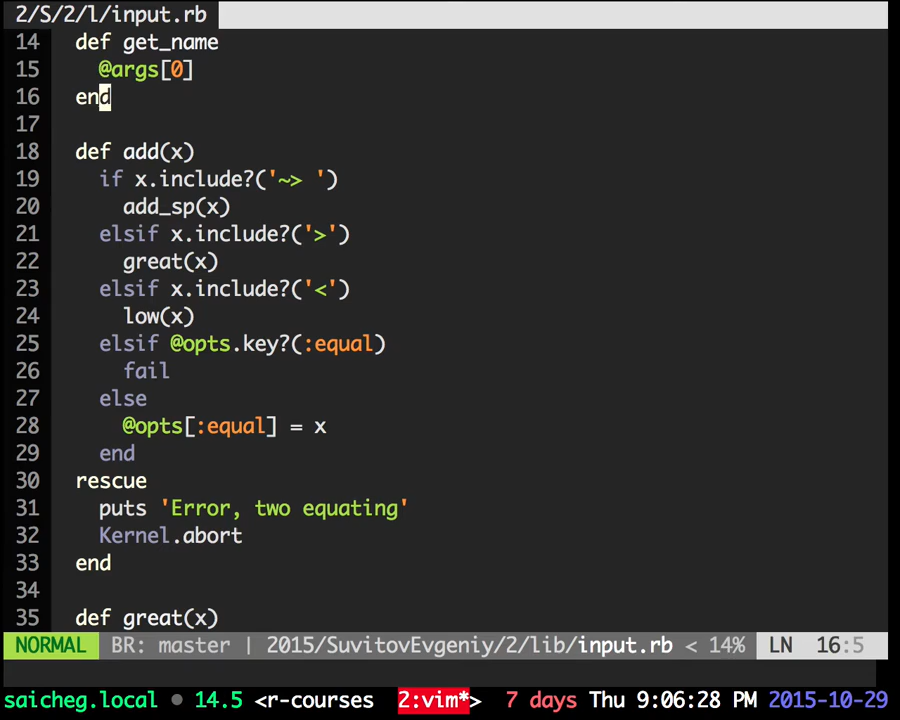 2/S/2/l/input.rb
14   def get_name
15     @args[0]
16   end
17
18   def add(x)
19     if x.include?('~> ')
20       add_sp(x)
21     elsif x.include?('>')
22       great(x)
23     elsif x.include?('<')
24       low(x)
25     elsif @opts.key?(:equal)
26       fail
27     else
28       @opts[:equal] = x
29     end
30   rescue
31     puts 'Error, two equating'
32     Kernel.abort
33   end
34
35   def great(x)
NORMAL BR: master | 2015/SuvitovEvgeniy/2/lib/input.rb < 14% LN 16:5
saicheg.local ● 14.5 <r-courses 2:vim*> 7 days Thu 9:06:28 PM 2015-10-29